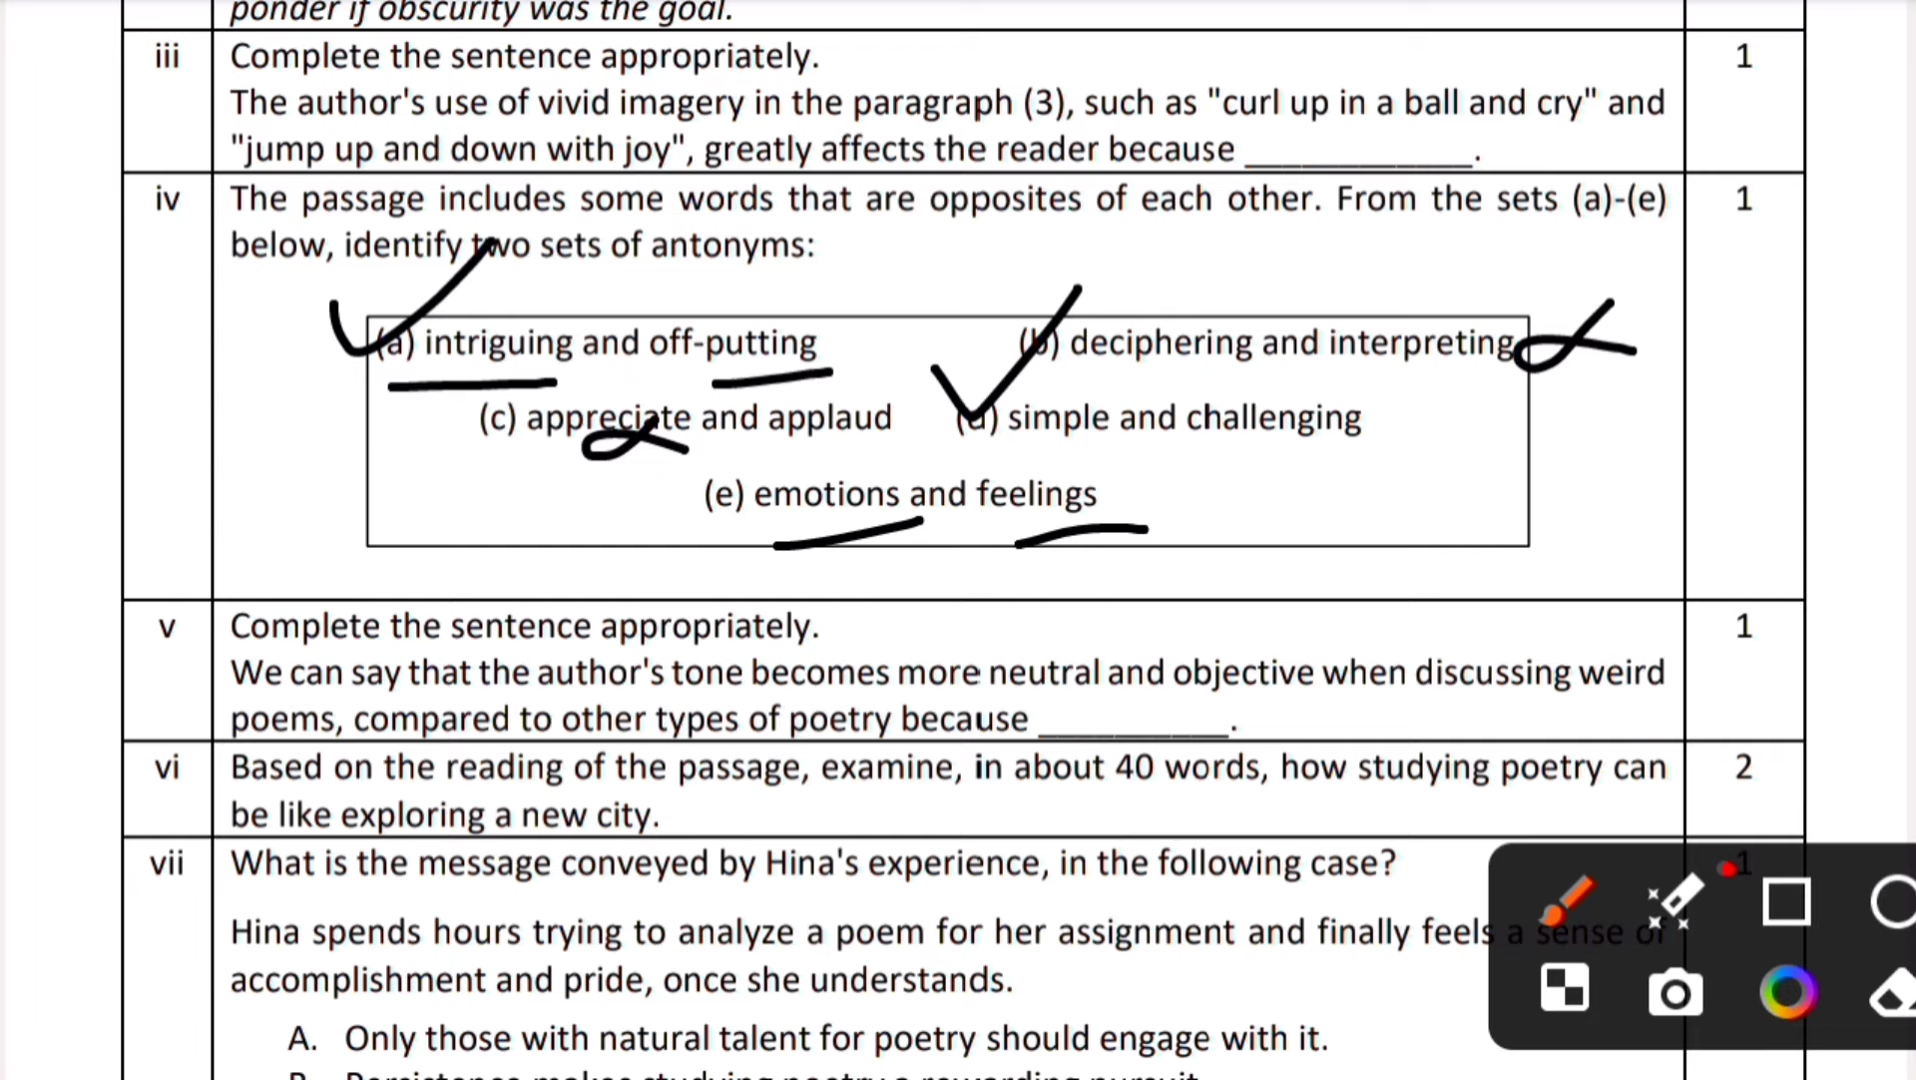 ponder if obscurity was the goal.
iii Complete the sentence appropriately. 1
The author's use of vivid imagery in the paragraph (3), such as "curl up in a ball and cry" and
"jump up and down with joy", greatly affects the reader because ____________.
iv The passage includes some words that are opposites of each other. From the sets (a)-(e) 1
below, identify two sets of antonyms:
(a) intriguing and off-putting (b) deciphering and interpreting
(c) appreciate and applaud (d) simple and challenging
(e) emotions and feelings
v Complete the sentence appropriately. 1
We can say that the author's tone becomes more neutral and objective when discussing weird
poems, compared to other types of poetry because __________.
vi Based on the reading of the passage, examine, in about 40 words, how studying poetry can 2
be like exploring a new city.
vii What is the message conveyed by Hina's experience, in the following case? 1
Hina spends hours trying to analyze a poem for her assignment and finally feels a sense of
accomplishment and pride, once she understands.
A. Only those with natural talent for poetry should engage with it.
B. Persistence makes studying poetry a rewarding pursuit.